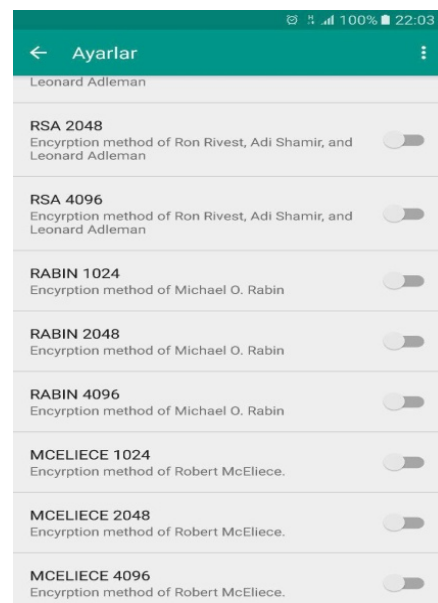 100% 22:03
Ayarlar
Leonard Adleman
RSA 2048
Encyrption method of Ron Rivest, Adi Shamir, and
Leonard Adleman
RSA 4096
Encyrption method of Ron Rivest, Adi Shamir, and
Leonard Adleman
RABIN 1024
Encyrption method of Michael O. Rabin
RABIN 2048
Encyrption method of Michael O. Rabin
RABIN 4096
Encyrption method of Michael O. Rabin
MCELIECE 1024
Encyrption method of Robert McEliece.
MCELIECE 2048
Encyrption method of Robert McEliece.
MCELIECE 4096
Encyrption method of Robert McEliece.